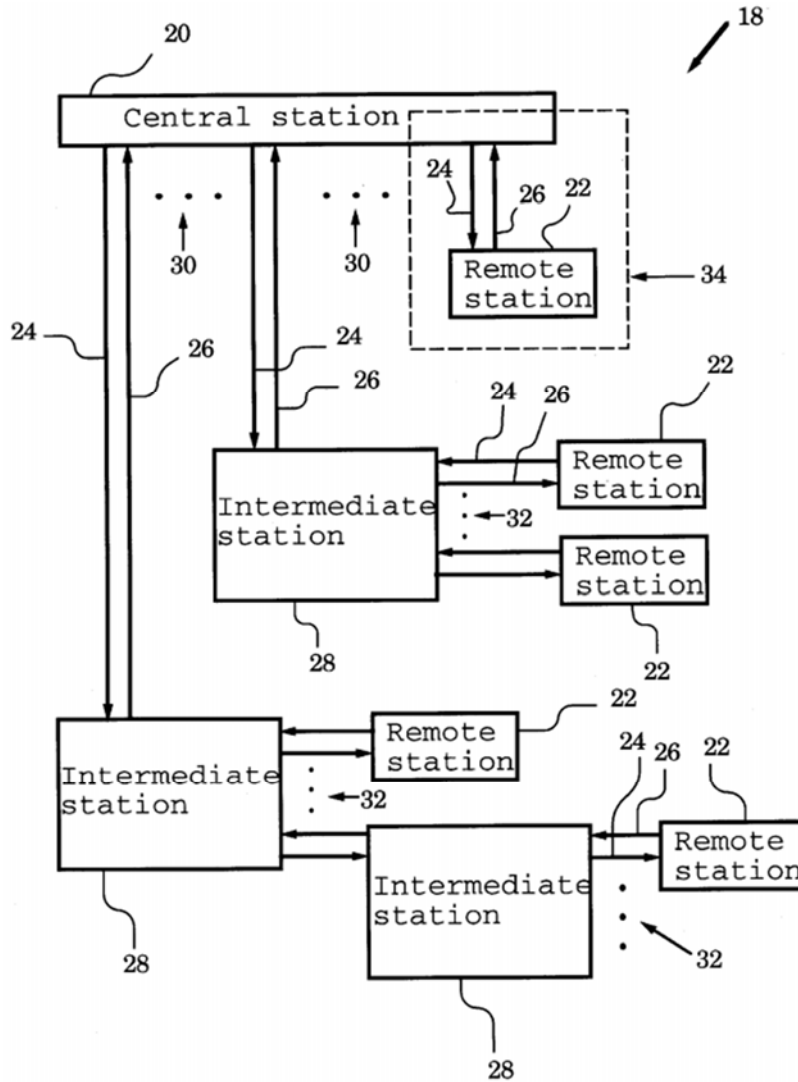 20
18
Central station
24
26
22
30
30
Remote
station
34
24
26
24
26
24
26
22
Remote
station
Intermediate
station
32
Remote
station
28
22
22
Remote
station
24
26
22
Intermediate
station
32
Remote
station
Intermediate
station
28
32
28